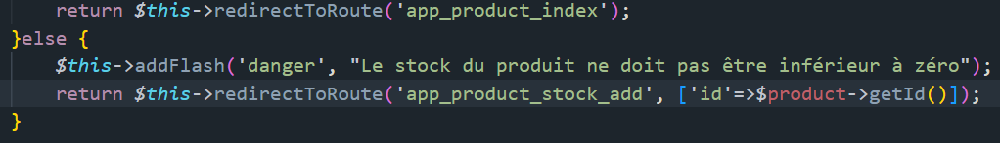 return $this->redirectToRoute('app_product_index');
}else {
$this->addFlash('danger', "Le stock du produit ne doit pas être inférieur à zéro");
return $this->redirectToRoute('app_product_stock_add', ['id'=>$product->getId()]);
}